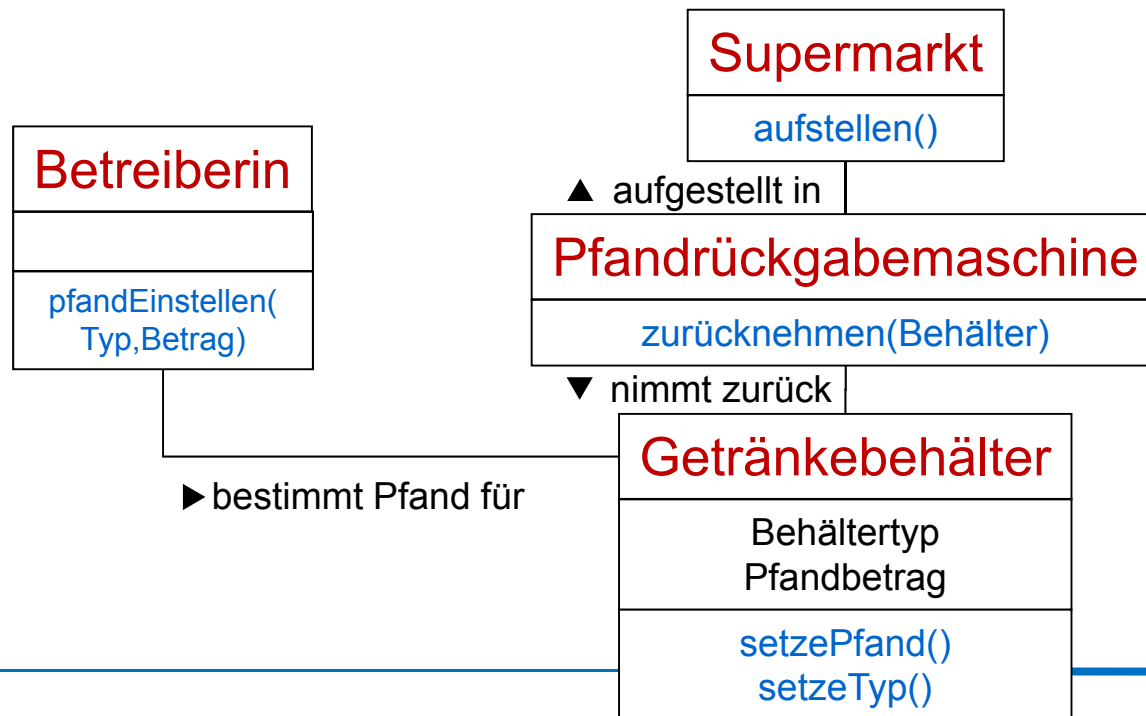 Supermarkt
aufstellen()
Betreiberin
pfandEinstellen(
Typ,Betrag)
▲ aufgestellt in
Pfandrückgabemaschine
zurücknehmen(Behälter)
▼ nimmt zurück
Getränkebehälter
▶ bestimmt Pfand für
Behältertyp
Pfandbetrag
setzePfand()
setzeTyp()